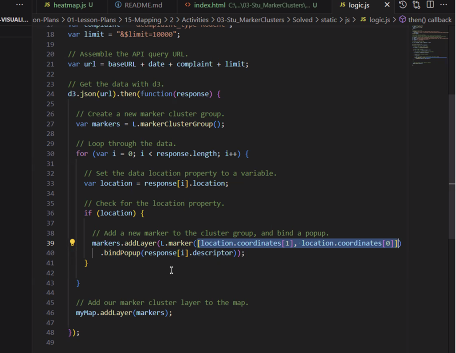 heatmap.js README.md index.html C:\...\03-Stu_MarkerClusters\... logic.js
on-Plans > 01-Lesson-Plans > 15-Mapping > 2 > Activities > 03-Stu_MarkerClusters > Solved > static > js > logic.js > then() callback
18 var limit = "&$limit=10000";
19
20 // Assemble the API query URL.
21 var url = baseURL + date + complaint + limit;
22
23 // Get the data with d3.
24 d3.json(url).then(function(response) {
25
26 // Create a new marker cluster group.
27 var markers = L.markerClusterGroup();
28
29 // Loop through the data.
30 for (var i = 0; i < response.length; i++) {
31
32 // Set the data location property to a variable.
33 var location = response[i].location;
34
35 // Check for the location property.
36 if (location) {
37
38 // Add a new marker to the cluster group, and bind a popup.
39 markers.addLayer(L.marker([location.coordinates[1], location.coordinates[0]])
40 .bindPopup(response[i].descriptor));
41 }
42
43 }
44
45 // Add our marker cluster layer to the map.
46 myMap.addLayer(markers);
47
48 });
49